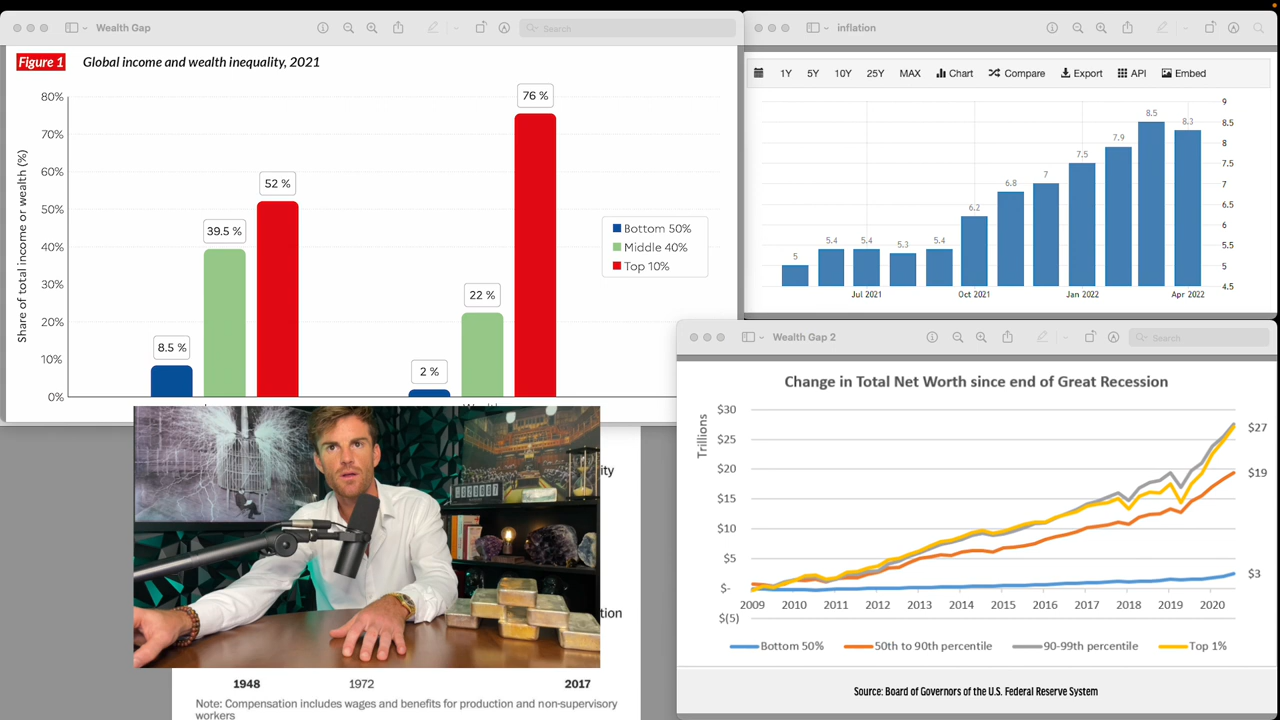 Wealth Gap
Search
Figure 1 Global income and wealth inequality, 2021
Share of total income or wealth (%)
80%
70%
60%
50%
40%
30%
20%
10%
0%
8.5 %
39.5 %
52 %
2 %
22 %
76 %
Bottom 50%
Middle 40%
Top 10%
inflation
1Y 5Y 10Y 25Y MAX Chart Compare Export API Embed
9
8.5
8
7.5
7
6.5
6
5.5
5
4.5
5
5.4
5.4
5.3
5.4
6.2
6.8
7
7.5
7.9
8.5
8.3
Jul 2021 Oct 2021 Jan 2022 Apr 2022
Wealth Gap 2
Search
Change in Total Net Worth since end of Great Recession
Trillions
$30
$25
$20
$15
$10
$5
$-
$(5)
$27
$19
$3
2009 2010 2011 2012 2013 2014 2015 2016 2017 2018 2019 2020
Bottom 50% 50th to 90th percentile 90-99th percentile Top 1%
Source: Board of Governors of the U.S. Federal Reserve System
ity
tion
1948 1972 2017
Note: Compensation includes wages and benefits for production and non-supervisory
workers